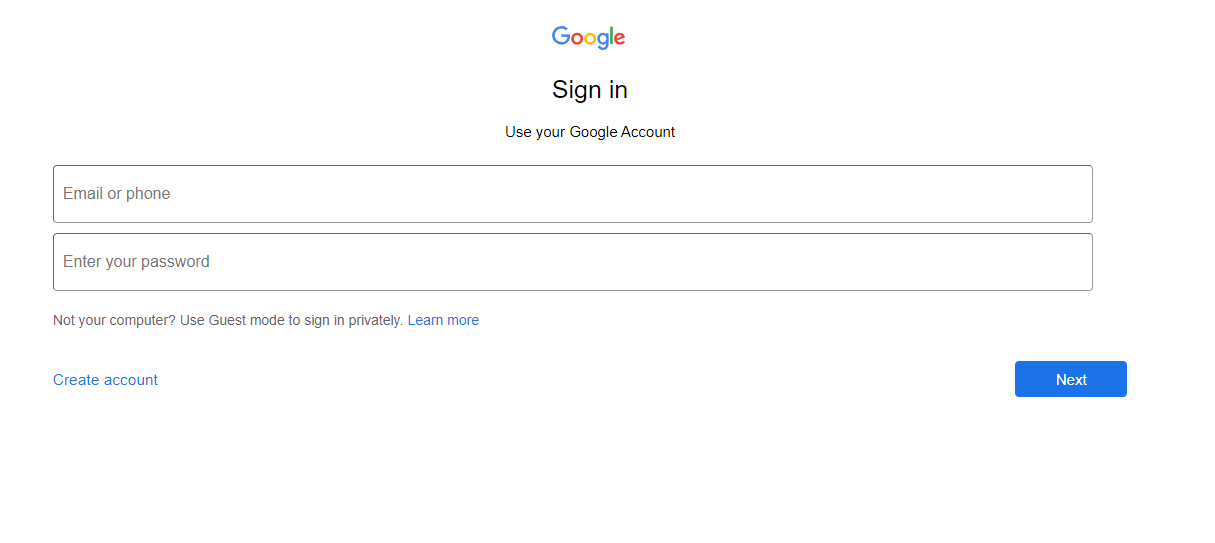 Google
Sign in
Use your Google Account
Email or phone
Enter your password
Not your computer? Use Guest mode to sign in privately. Learn more
Create account
Next